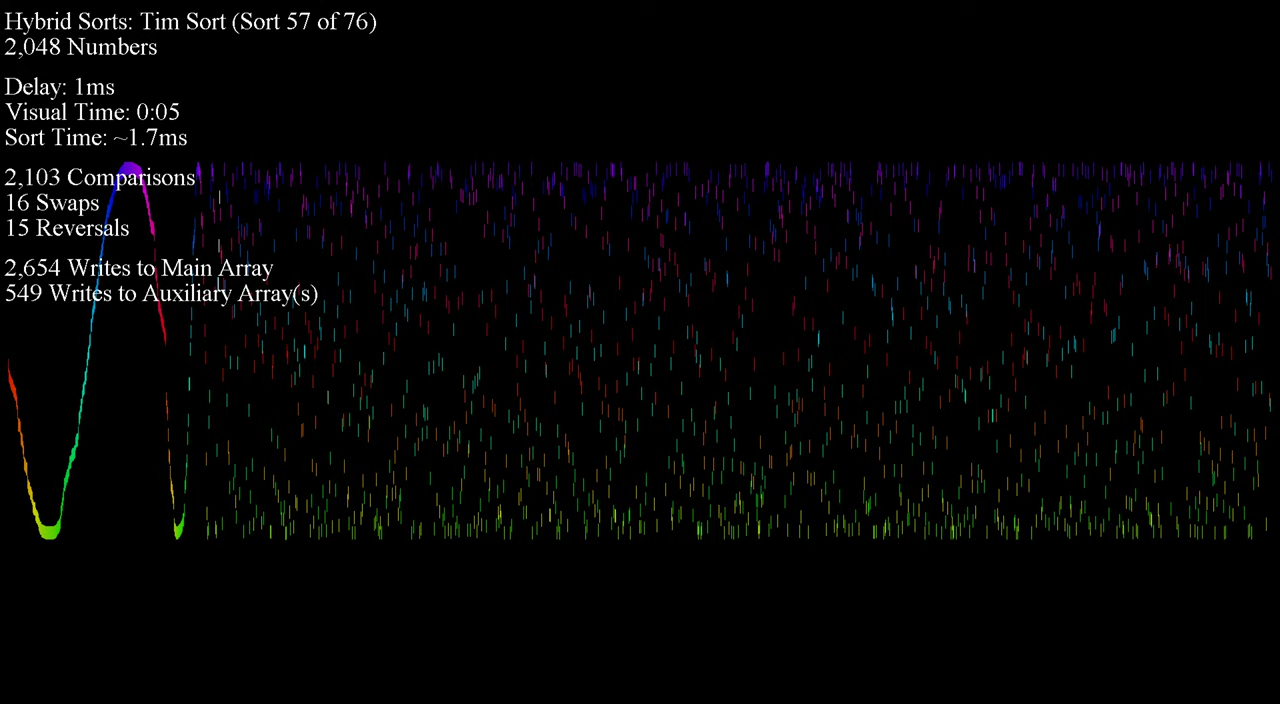 Hybrid Sorts: Tim Sort (Sort 57 of 76)
2,048 Numbers
Delay: 1ms
Visual Time: 0:05
Sort Time: ~1.7ms
2,103 Comparisons
16 Swaps
15 Reversals
2,654 Writes to Main Array
549 Writes to Auxiliary Array(s)